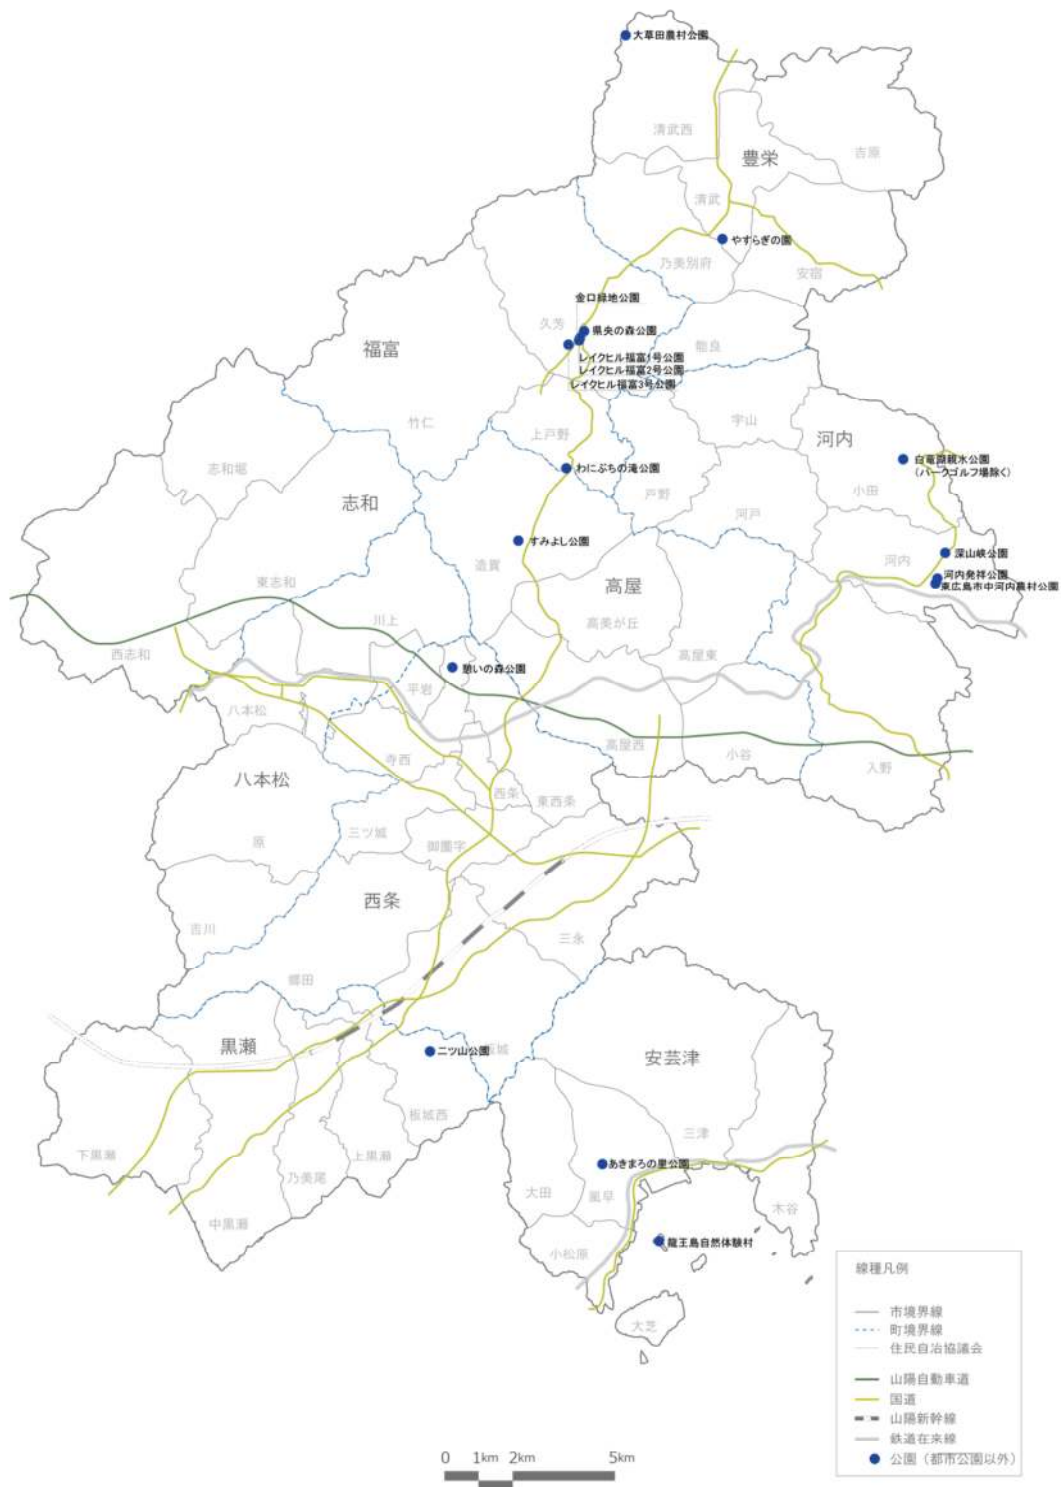 大草田農村公園
清武西
豊栄
吉原
清武
やすらぎの園
乃美別府
安宿
金口緑地公園
久芳
県央の森公園
福富
能良
レイクヒル福富1号公園
レイクヒル福富2号公園
レイクヒル福富3号公園
竹仁
上戸野
宇山
河内
志和堀
わにぶちの滝公園
白竜湖親水公園
（パークゴルフ場除く）
小田
志和
戸野
河戸
すみよし公園
造賀
深山峡公園
河内
東志和
高屋
河内発祥公園
東広島市中河内農村公園
川上
高美が丘
西志和
憩いの森公園
高屋東
平岩
八本松
寺西
高屋西
小谷
入野
八本松
西条
東西条
三ツ城
御薗宇
原
西条
吉川
三永
郷田
黒瀬
二ツ山公園
板城
安芸津
板城西
下黒瀬
上黒瀬
三津
乃美尾
あきまろの里公園
大田
風早
木谷
中黒瀬
龍王島自然体験村
小松原
大芝
線種凡例
市境界線
町境界線
住民自治協議会
山陽自動車道
国道
山陽新幹線
鉄道在来線
公園（都市公園以外）
0 1km 2km 5km